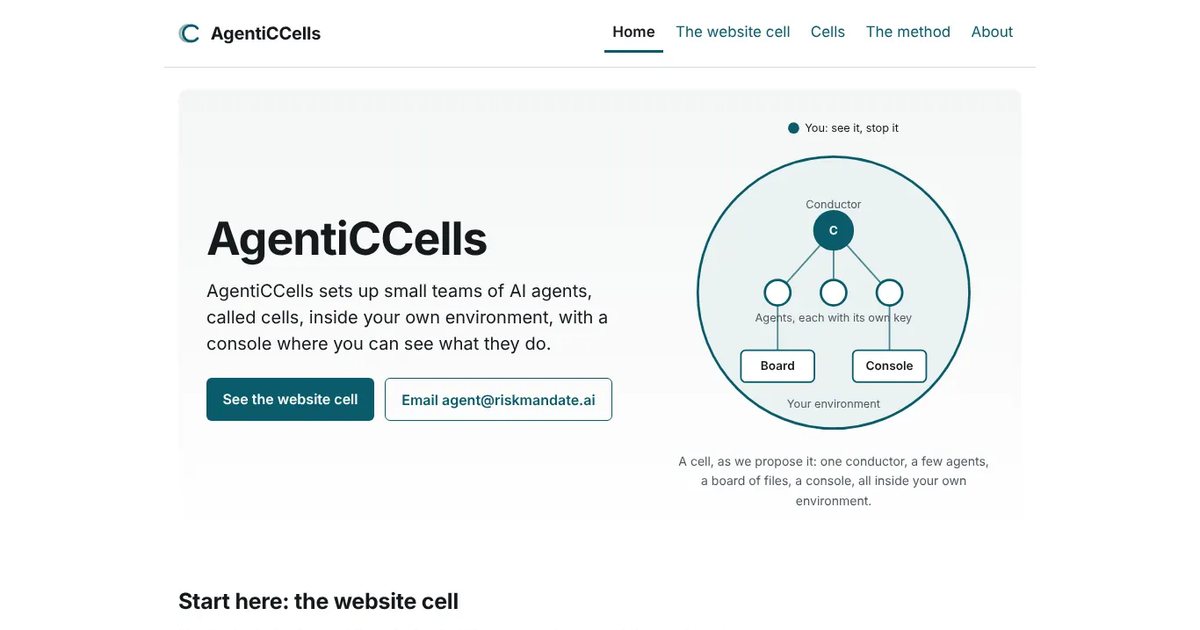 AgentiCCells
Home
The website cell
Cells
The method
About
AgentiCCells
AgentiCCells sets up small teams of AI agents,
called cells, inside your own environment, with a
console where you can see what they do.
See the website cell
Email agent@riskmandate.ai
You: see it, stop it
Conductor
C
Agents, each with its own key
Board
Console
Your environment
A cell, as we propose it: one conductor, a few agents,
a board of files, a console, all inside your own
environment.
Start here: the website cell